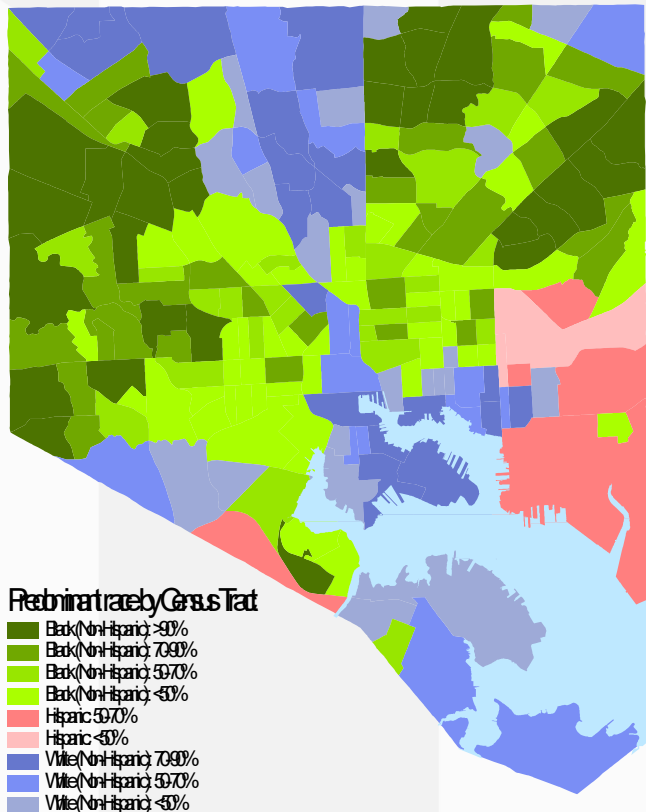 Predominant race by Census Tract
Black (Non-Hispanic): >90%
Black (Non-Hispanic): 70-90%
Black (Non-Hispanic): 50-70%
Black (Non-Hispanic): <50%
Hispanic: 50-70%
Hispanic: <50%
White (Non-Hispanic): 70-90%
White (Non-Hispanic): 50-70%
White (Non-Hispanic): <50%